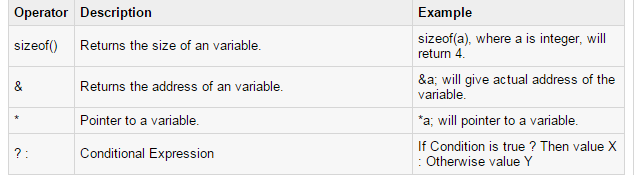 Operator Description Example
sizeof() Returns the size of an variable. sizeof(a), where a is integer, will
return 4.
& Returns the address of an variable. &a; will give actual address of the
variable.
* Pointer to a variable. *a; will pointer to a variable.
? : Conditional Expression If Condition is true ? Then value X
: Otherwise value Y